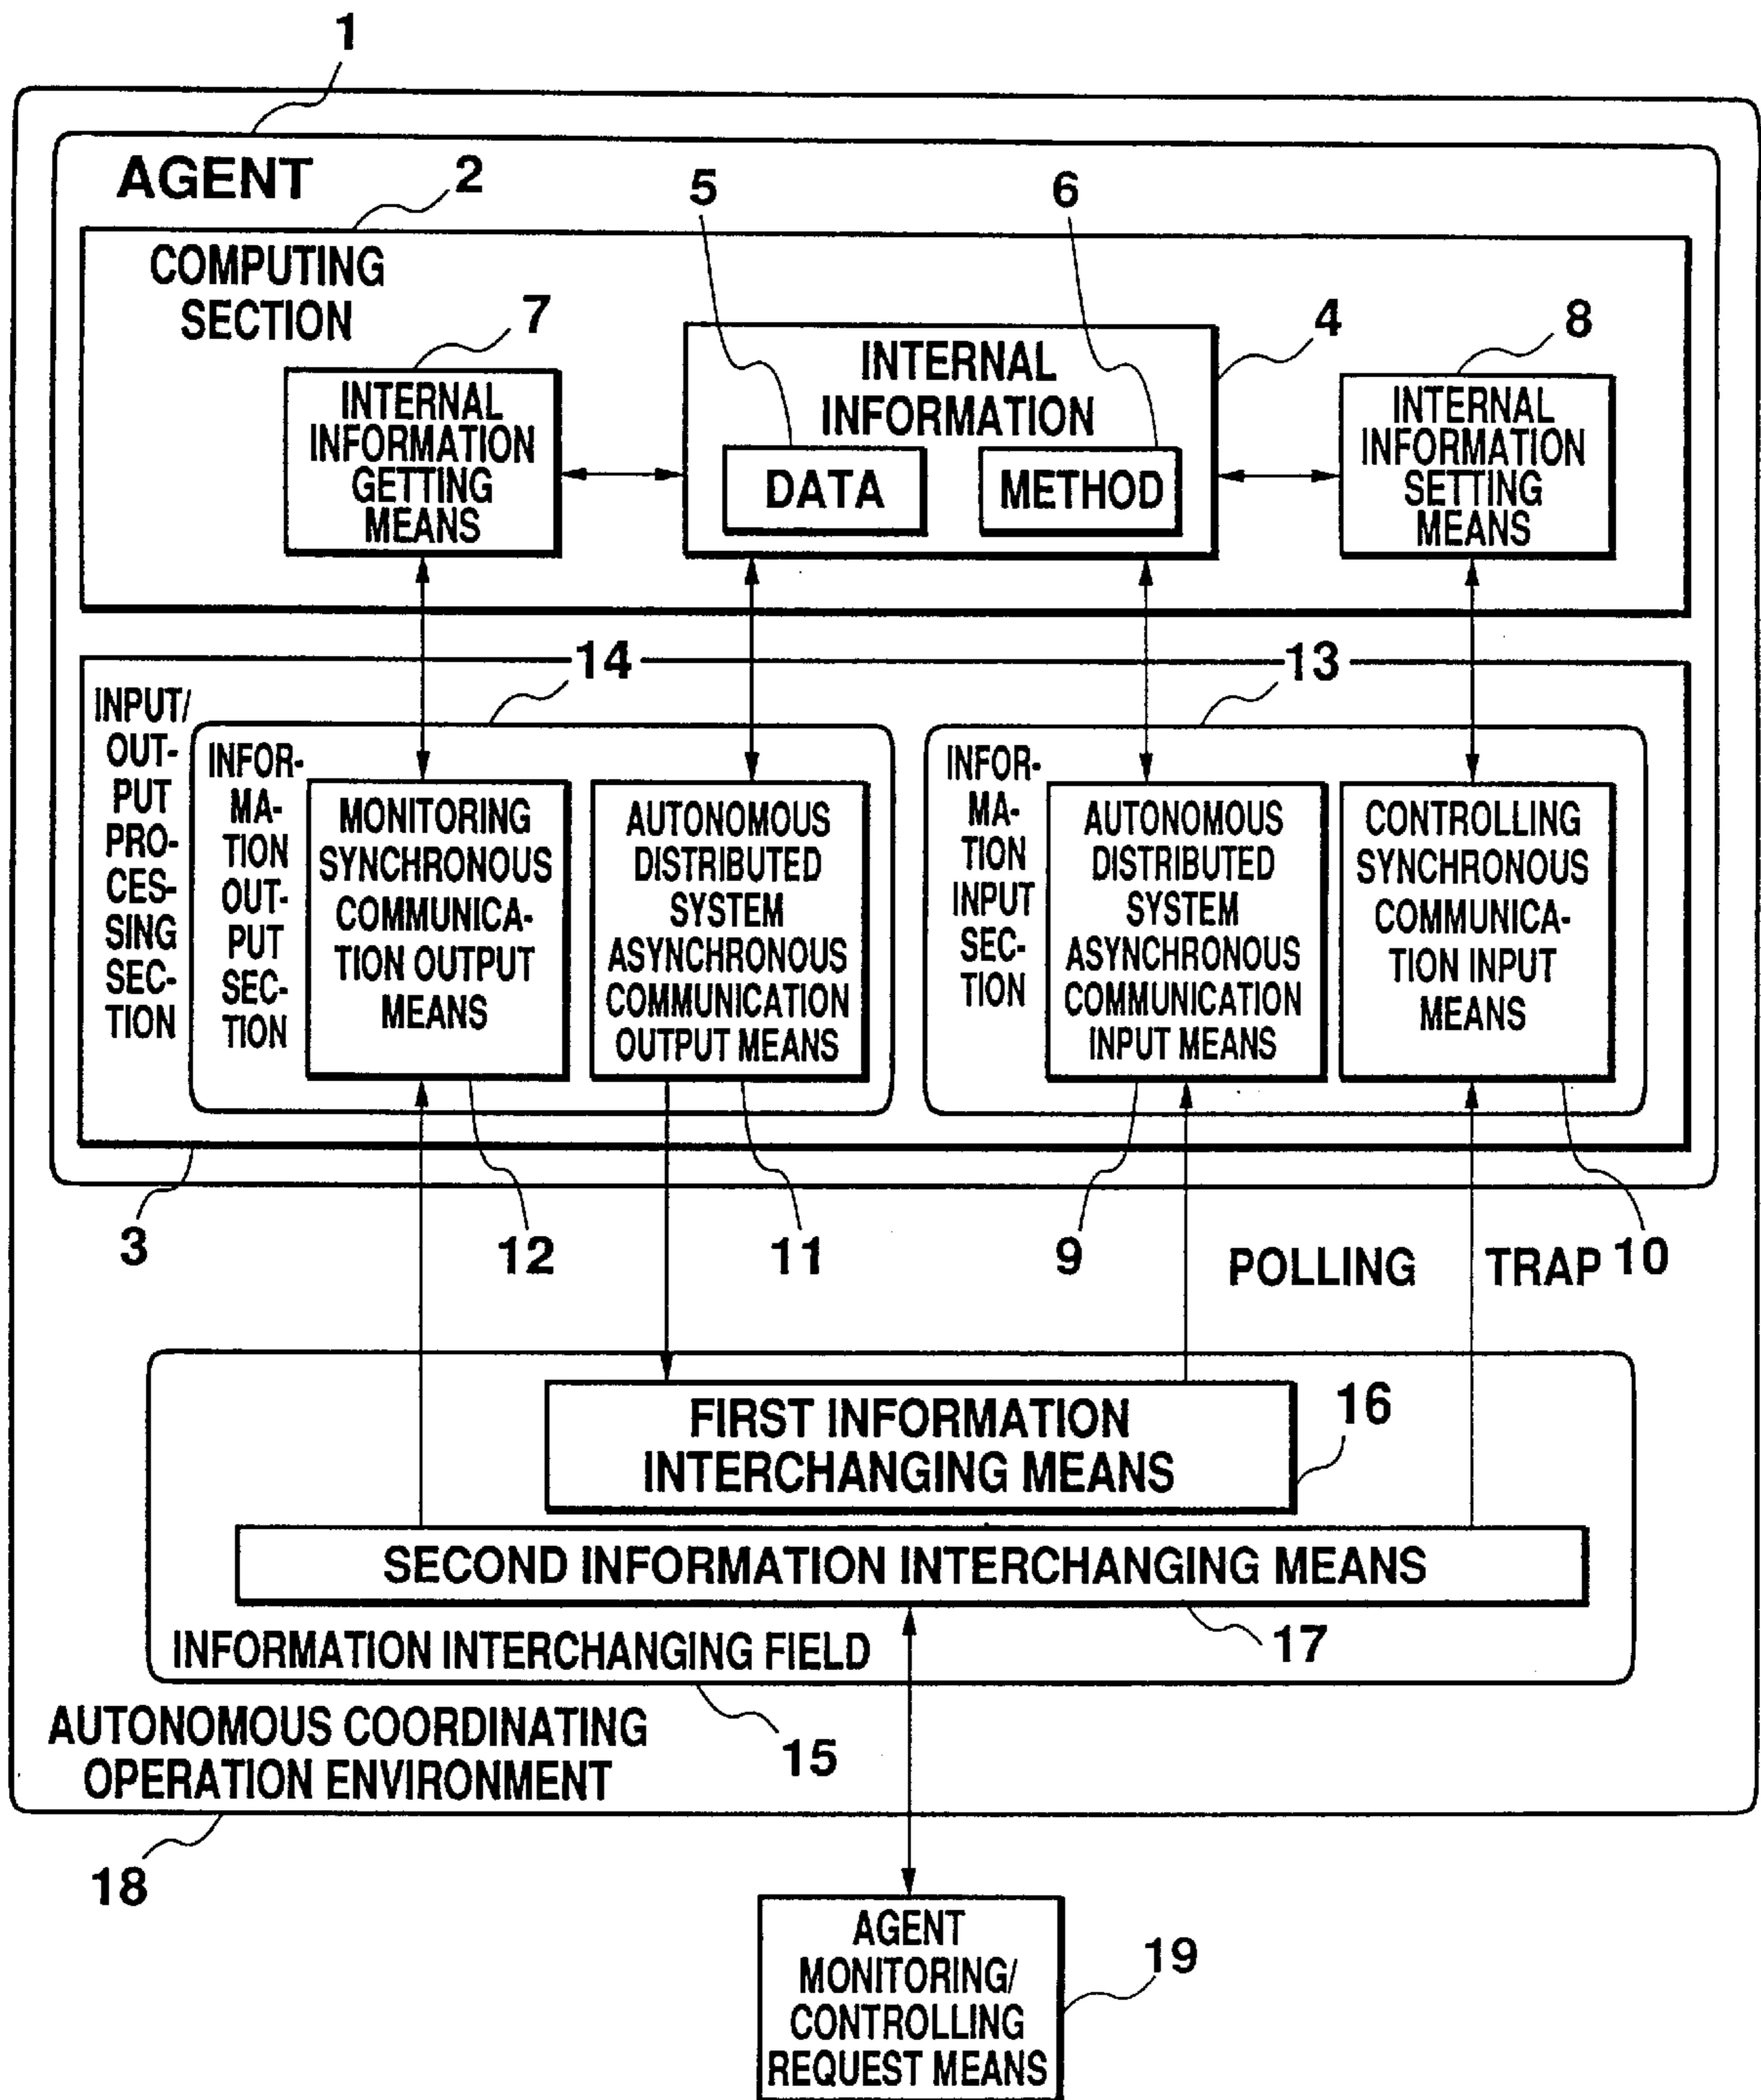 1
AGENT
2
5
6
COMPUTING
SECTION
7
4
8
INTERNAL
INFORMATION
GETTING
MEANS
INTERNAL
INFORMATION
DATA
METHOD
INTERNAL
INFORMATION
SETTING
MEANS
14
13
INPUT/
OUT-
PUT
PRO-
CES-
SING
SEC-
TION
INFOR-
MA-
TION
OUT-
PUT
SEC-
TION
MONITORING
SYNCHRONOUS
COMMUNICA-
TION OUTPUT
MEANS
AUTONOMOUS
DISTRIBUTED
SYSTEM
ASYNCHRONOUS
COMMUNICATION
OUTPUT MEANS
INFOR-
MA-
TION
INPUT
SEC-
TION
AUTONOMOUS
DISTRIBUTED
SYSTEM
ASYNCHRONOUS
COMMUNICATION
INPUT MEANS
CONTROLLING
SYNCHRONOUS
COMMUNICA-
TION INPUT
MEANS
3
12
11
9
POLLING
TRAP
10
FIRST INFORMATION
INTERCHANGING MEANS
16
SECOND INFORMATION INTERCHANGING MEANS
INFORMATION INTERCHANGING FIELD
17
AUTONOMOUS COORDINATING
OPERATION ENVIRONMENT
15
18
AGENT
MONITORING/
CONTROLLING
REQUEST MEANS
19